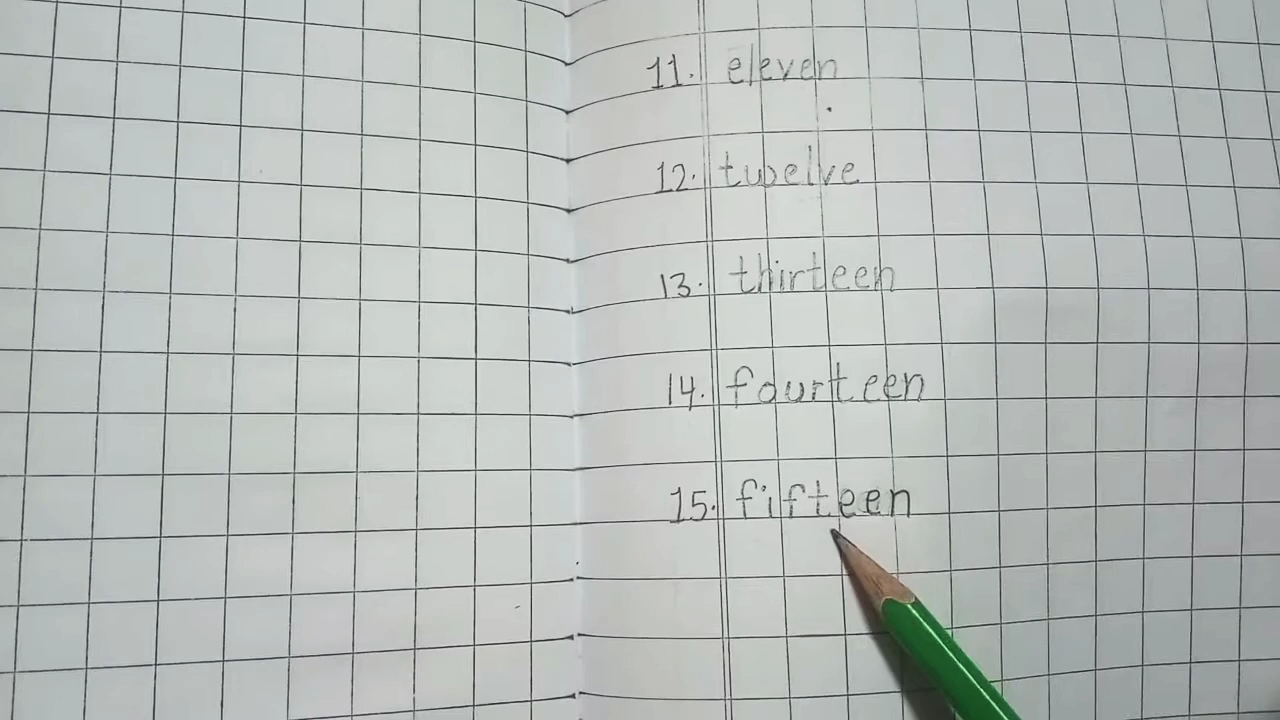 11. eleven
12. twelve
13. thirteen
14. fourteen
15. fifteen